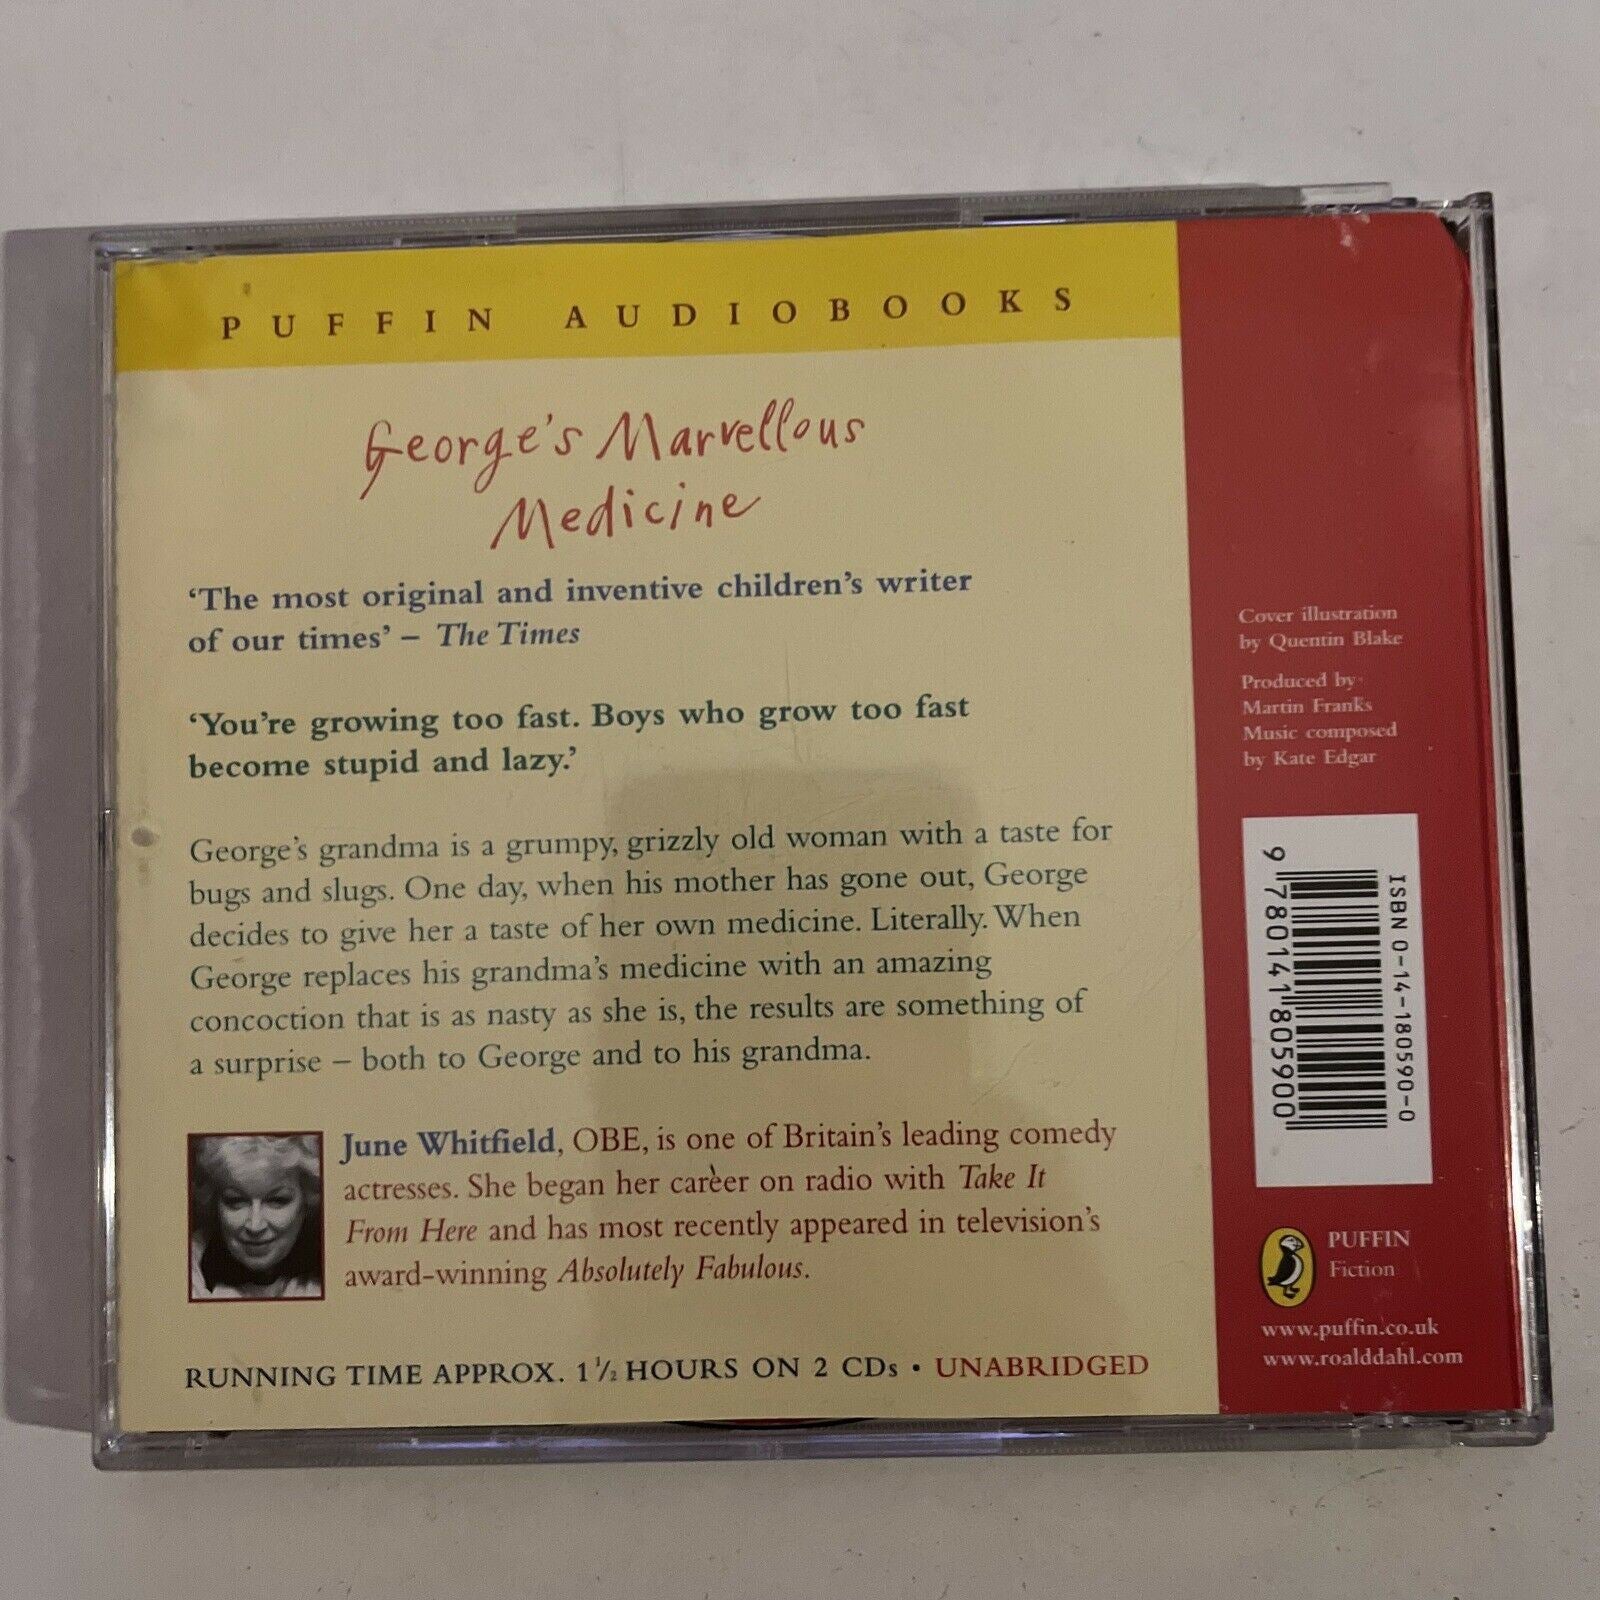 PUFFIN AUDIOBOOKS
George's Marvellous
Medicine
‘The most original and inventive children’s writer
of our times’ – The Times
‘You’re growing too fast. Boys who grow too fast
become stupid and lazy.’
George’s grandma is a grumpy, grizzly old woman with a taste for
bugs and slugs. One day, when his mother has gone out, George
decides to give her a taste of her own medicine. Literally. When
George replaces his grandma’s medicine with an amazing
concoction that is as nasty as she is, the results are something of
a surprise – both to George and to his grandma.
June Whitfield, OBE, is one of Britain’s leading comedy
actresses. She began her career on radio with Take It
From Here and has most recently appeared in television’s
award-winning Absolutely Fabulous.
RUNNING TIME APPROX. 1 1/2 HOURS ON 2 CDs • UNABRIDGED
Cover illustration
by Quentin Blake
Produced by
Martin Franks
Music composed
by Kate Edgar
ISBN 0-14-180590-0
9 780141 805900
PUFFIN
Fiction
www.puffin.co.uk
www.roalddahl.com